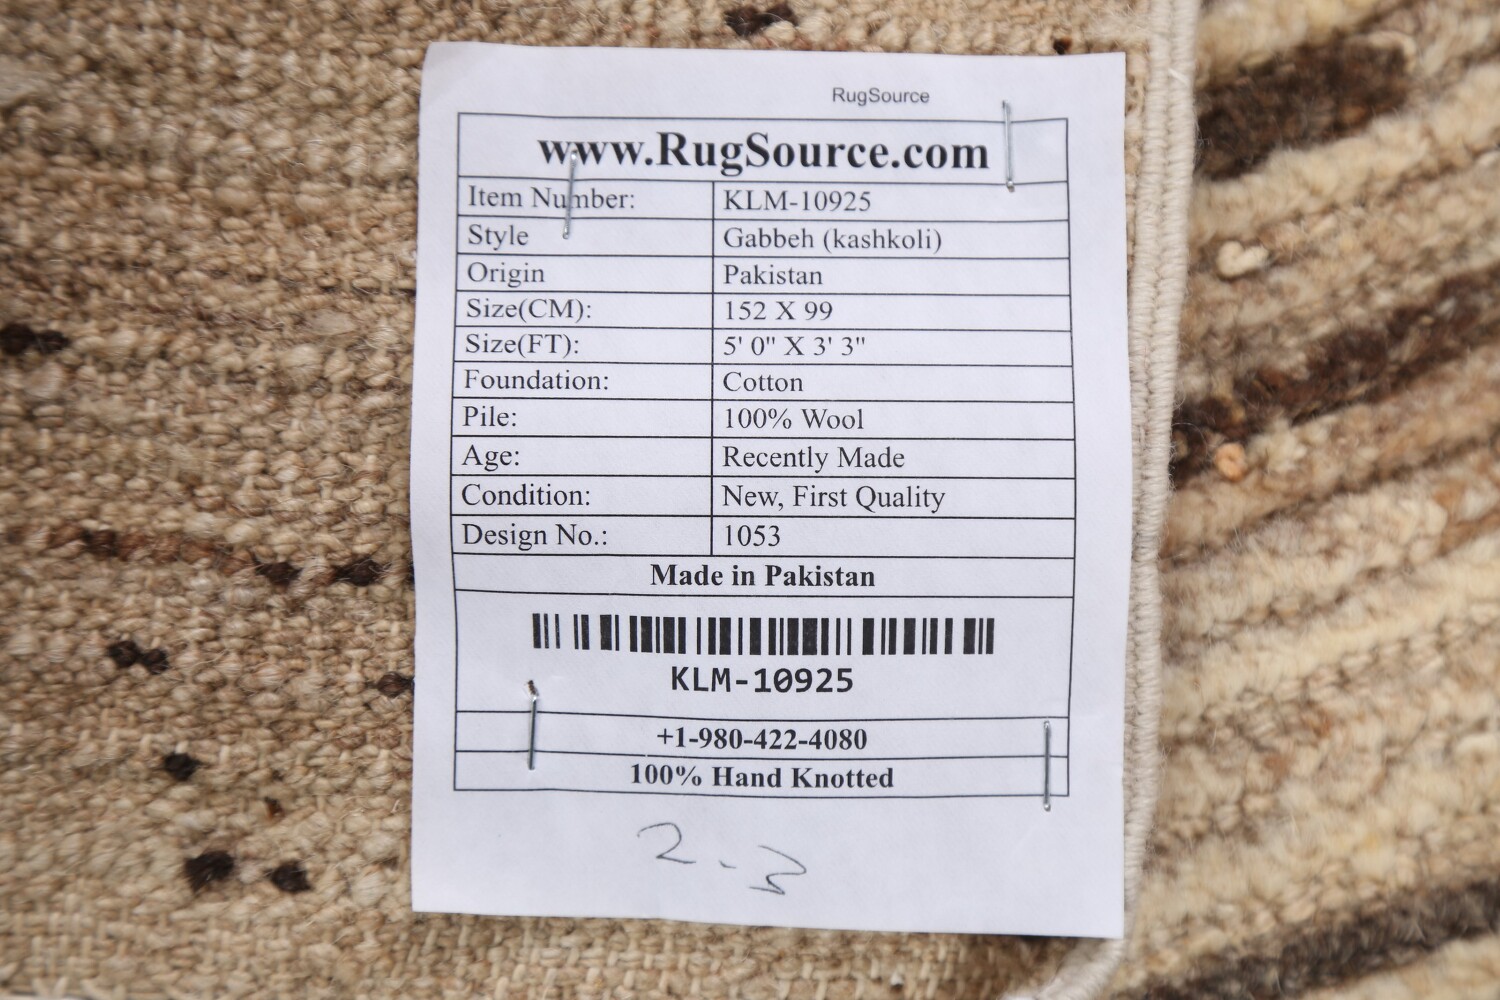 RugSource
www.RugSource.com
Item Number: KLM-10925
Style Gabbeh (kashkoli)
Origin Pakistan
Size(CM): 152 X 99
Size(FT): 5' 0" X 3' 3"
Foundation: Cotton
Pile: 100% Wool
Age: Recently Made
Condition: New, First Quality
Design No.: 1053
Made in Pakistan
KLM-10925
+1-980-422-4080
100% Hand Knotted
2-3